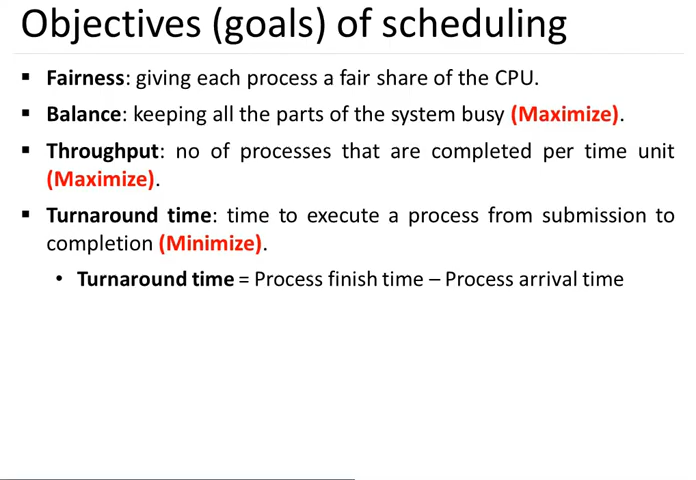 Objectives (goals) of scheduling
▪ Fairness: giving each process a fair share of the CPU.
▪ Balance: keeping all the parts of the system busy (Maximize).
▪ Throughput: no of processes that are completed per time unit
(Maximize).
▪ Turnaround time: time to execute a process from submission to
completion (Minimize).
• Turnaround time = Process finish time – Process arrival time